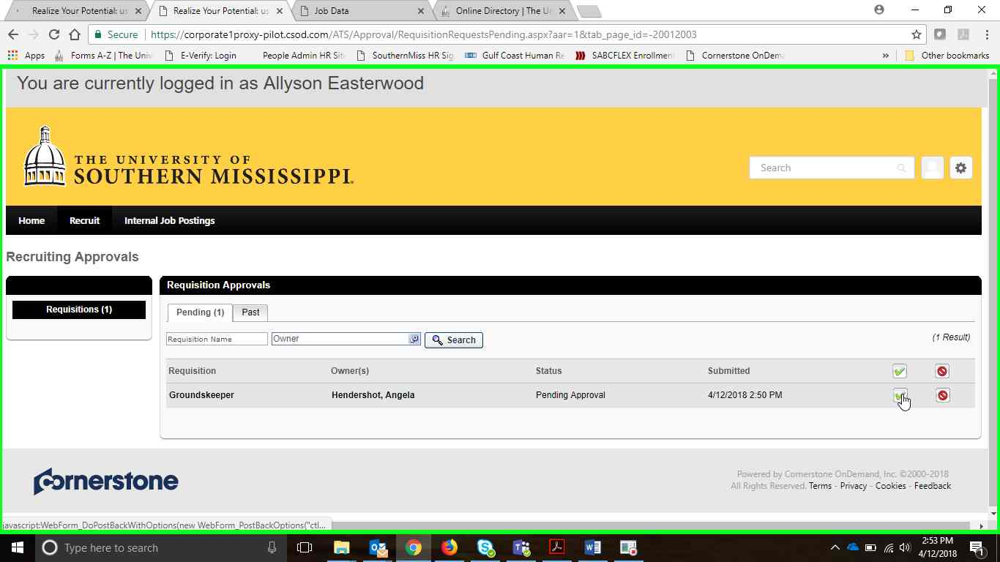 Realize Your Potential: us
Realize Your Potential: us
Job Data
Online Directory | The Un
Secure
https://corporate1proxy-pilot.csod.com/ATS/Approval/RequisitionRequestsPending.aspx?aar=1&tab_page_id=-20012003
Apps
Forms A-Z | The Univ
E-Verify: Login
People Admin HR Site
SouthernMiss HR Sig
Gulf Coast Human Re
SABCFLEX Enrollmen
Cornerstone OnDema
»
Other bookmarks
You are currently logged in as Allyson Easterwood
THE UNIVERSITY OF
SOUTHERN MISSISSIPPI
Search
Home
Recruit
Internal Job Postings
Recruiting Approvals
Requisitions (1)
Requisition Approvals
Pending (1)
Past
Requisition Name
Owner
Search
(1 Result)
Requisition
Owner(s)
Status
Submitted
Groundskeeper
Hendershot, Angela
Pending Approval
4/12/2018 2:50 PM
cornerstone
Powered by Cornerstone OnDemand, Inc. ©2000-2018
All Rights Reserved. Terms - Privacy - Cookies - Feedback
javascript:WebForm_DoPostBackWithOptions(new WebForm_PostBackOptions("ctl...
Type here to search
2:53 PM
4/12/2018
1